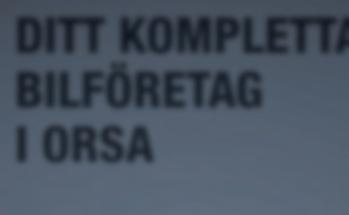 DITT KOMPLETTA
BILFÖRETAG
I ORSA